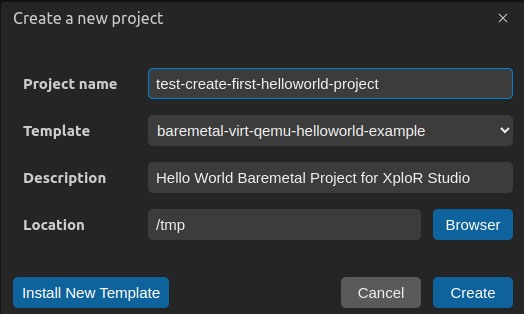 Create a new project
Project name test-create-first-helloworld-project
Template baremetal-virt-qemu-helloworld-example
Description Hello World Baremetal Project for XploR Studio
Location /tmp Browser
Install New Template Cancel Create